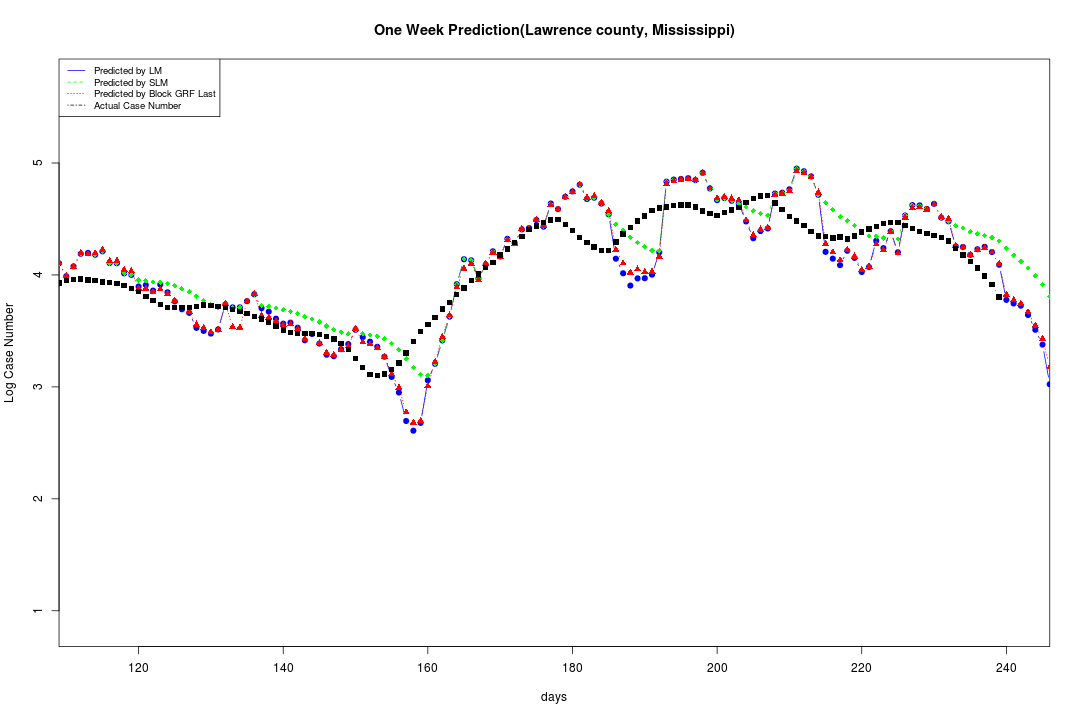 One Week Prediction(Lawrence county, Mississippi)
Predicted by LM
Predicted by SLM
Predicted by Block GRF Last
Actual Case Number
5
4
3
2
1
Log Case Number
120 140 160 180 200 220 240
days